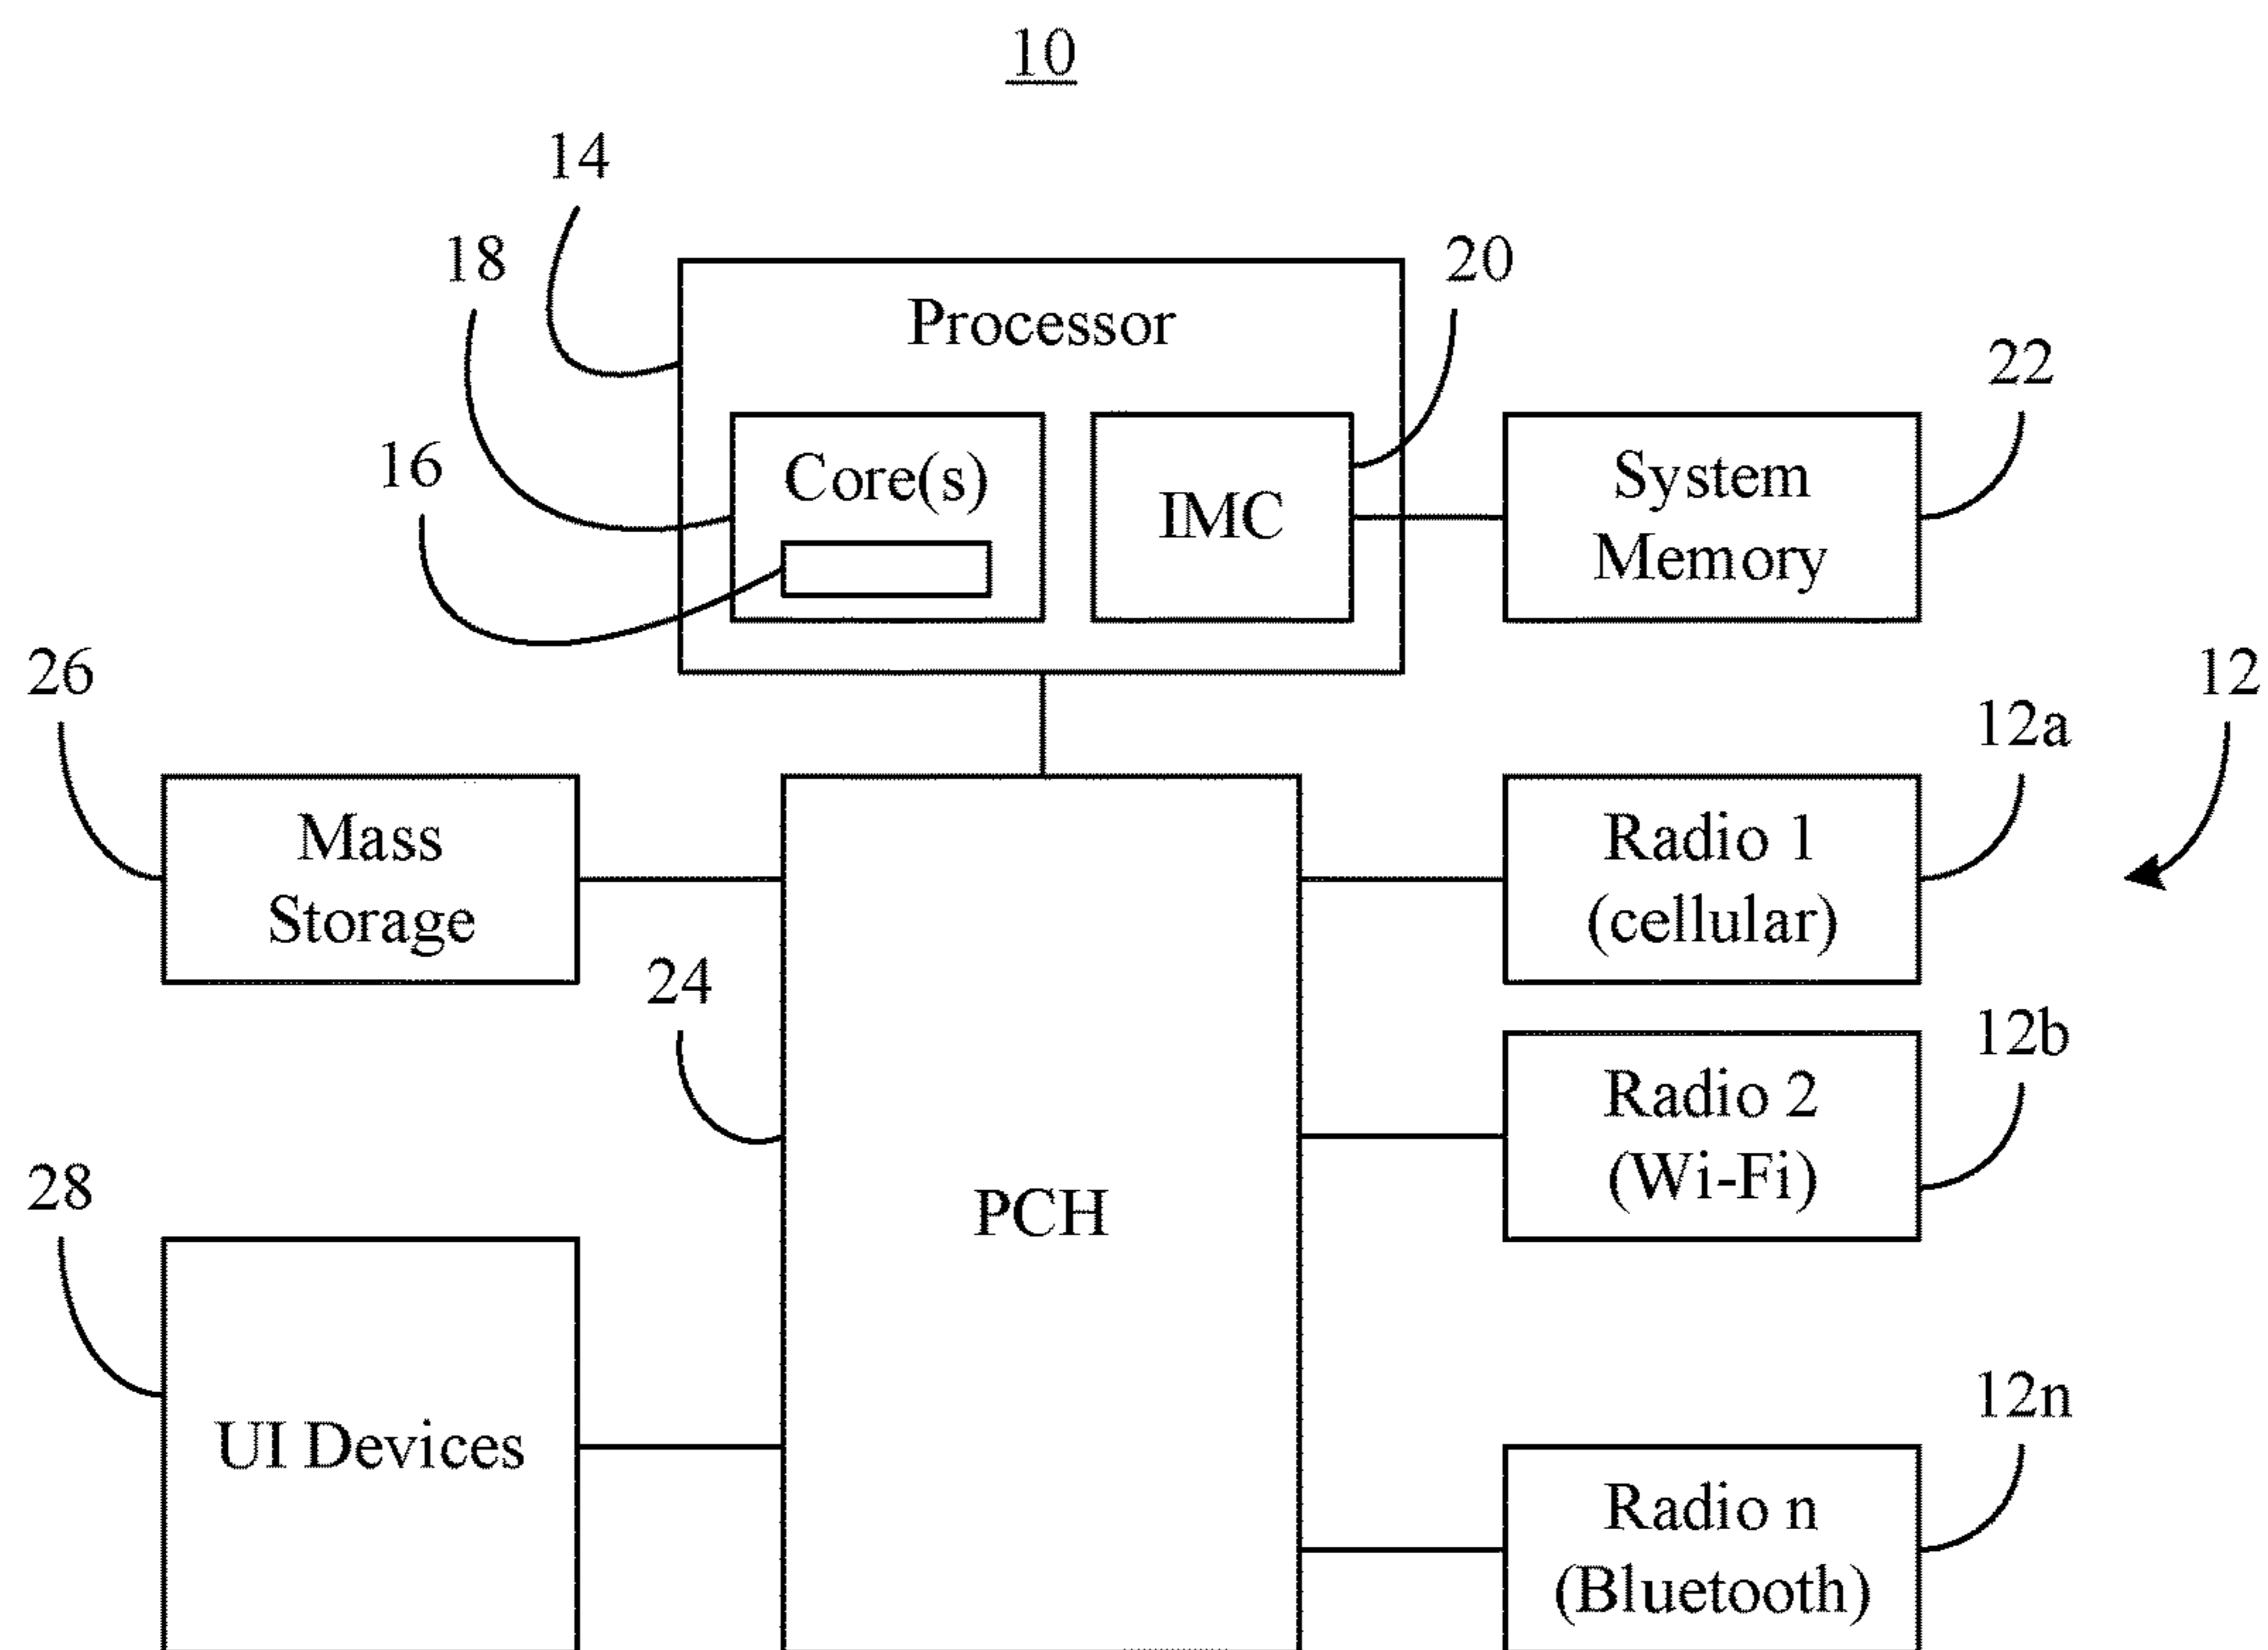 10
14
18
20
Processor
22
16
Core(s)
IMC
System
Memory
26
12
12a
Mass
Storage
Radio 1
(cellular)
24
12b
Radio 2
(Wi-Fi)
28
PCH
12n
UI Devices
Radio n
(Bluetooth)